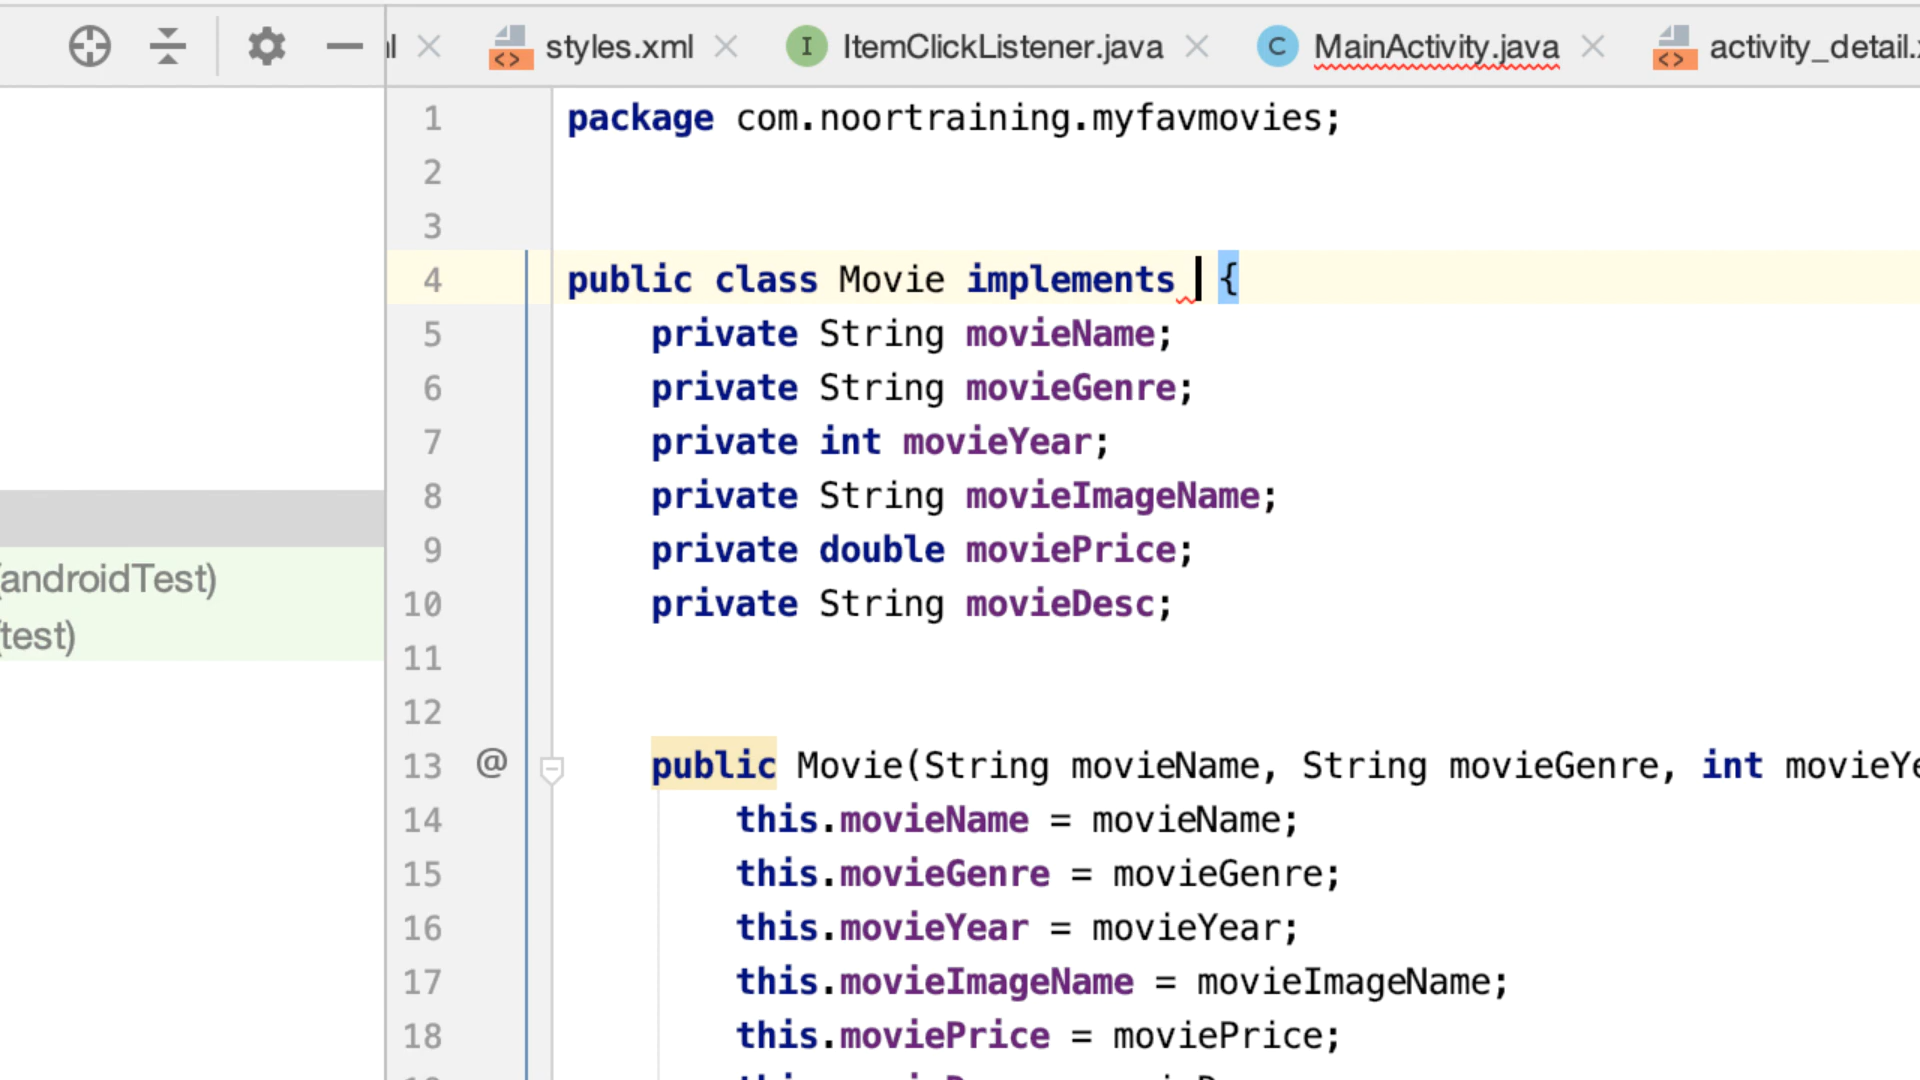 styles.xml
ItemClickListener.java
MainActivity.java
activity_detail.
(androidTest)
(test)
1 package com.noortraining.myfavmovies;
2
3
4 public class Movie implements {
5 private String movieName;
6 private String movieGenre;
7 private int movieYear;
8 private String movieImageName;
9 private double moviePrice;
10 private String movieDesc;
11
12
13 @ public Movie(String movieName, String movieGenre, int movieYe
14 this.movieName = movieName;
15 this.movieGenre = movieGenre;
16 this.movieYear = movieYear;
17 this.movieImageName = movieImageName;
18 this.moviePrice = moviePrice;